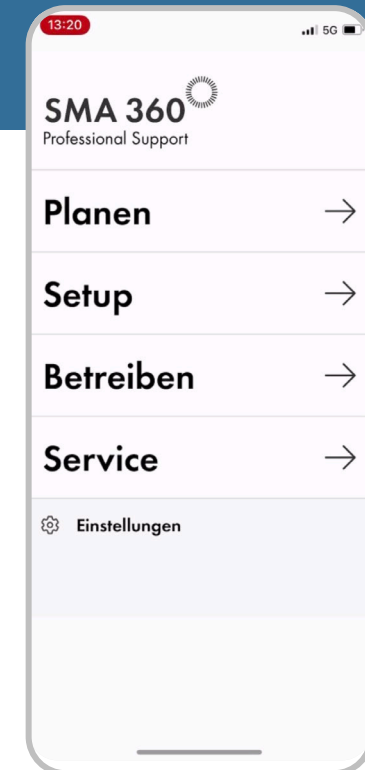 13:20
5G
SMA 360
Professional Support
Planen
Setup
Betreiben
Service
Einstellungen